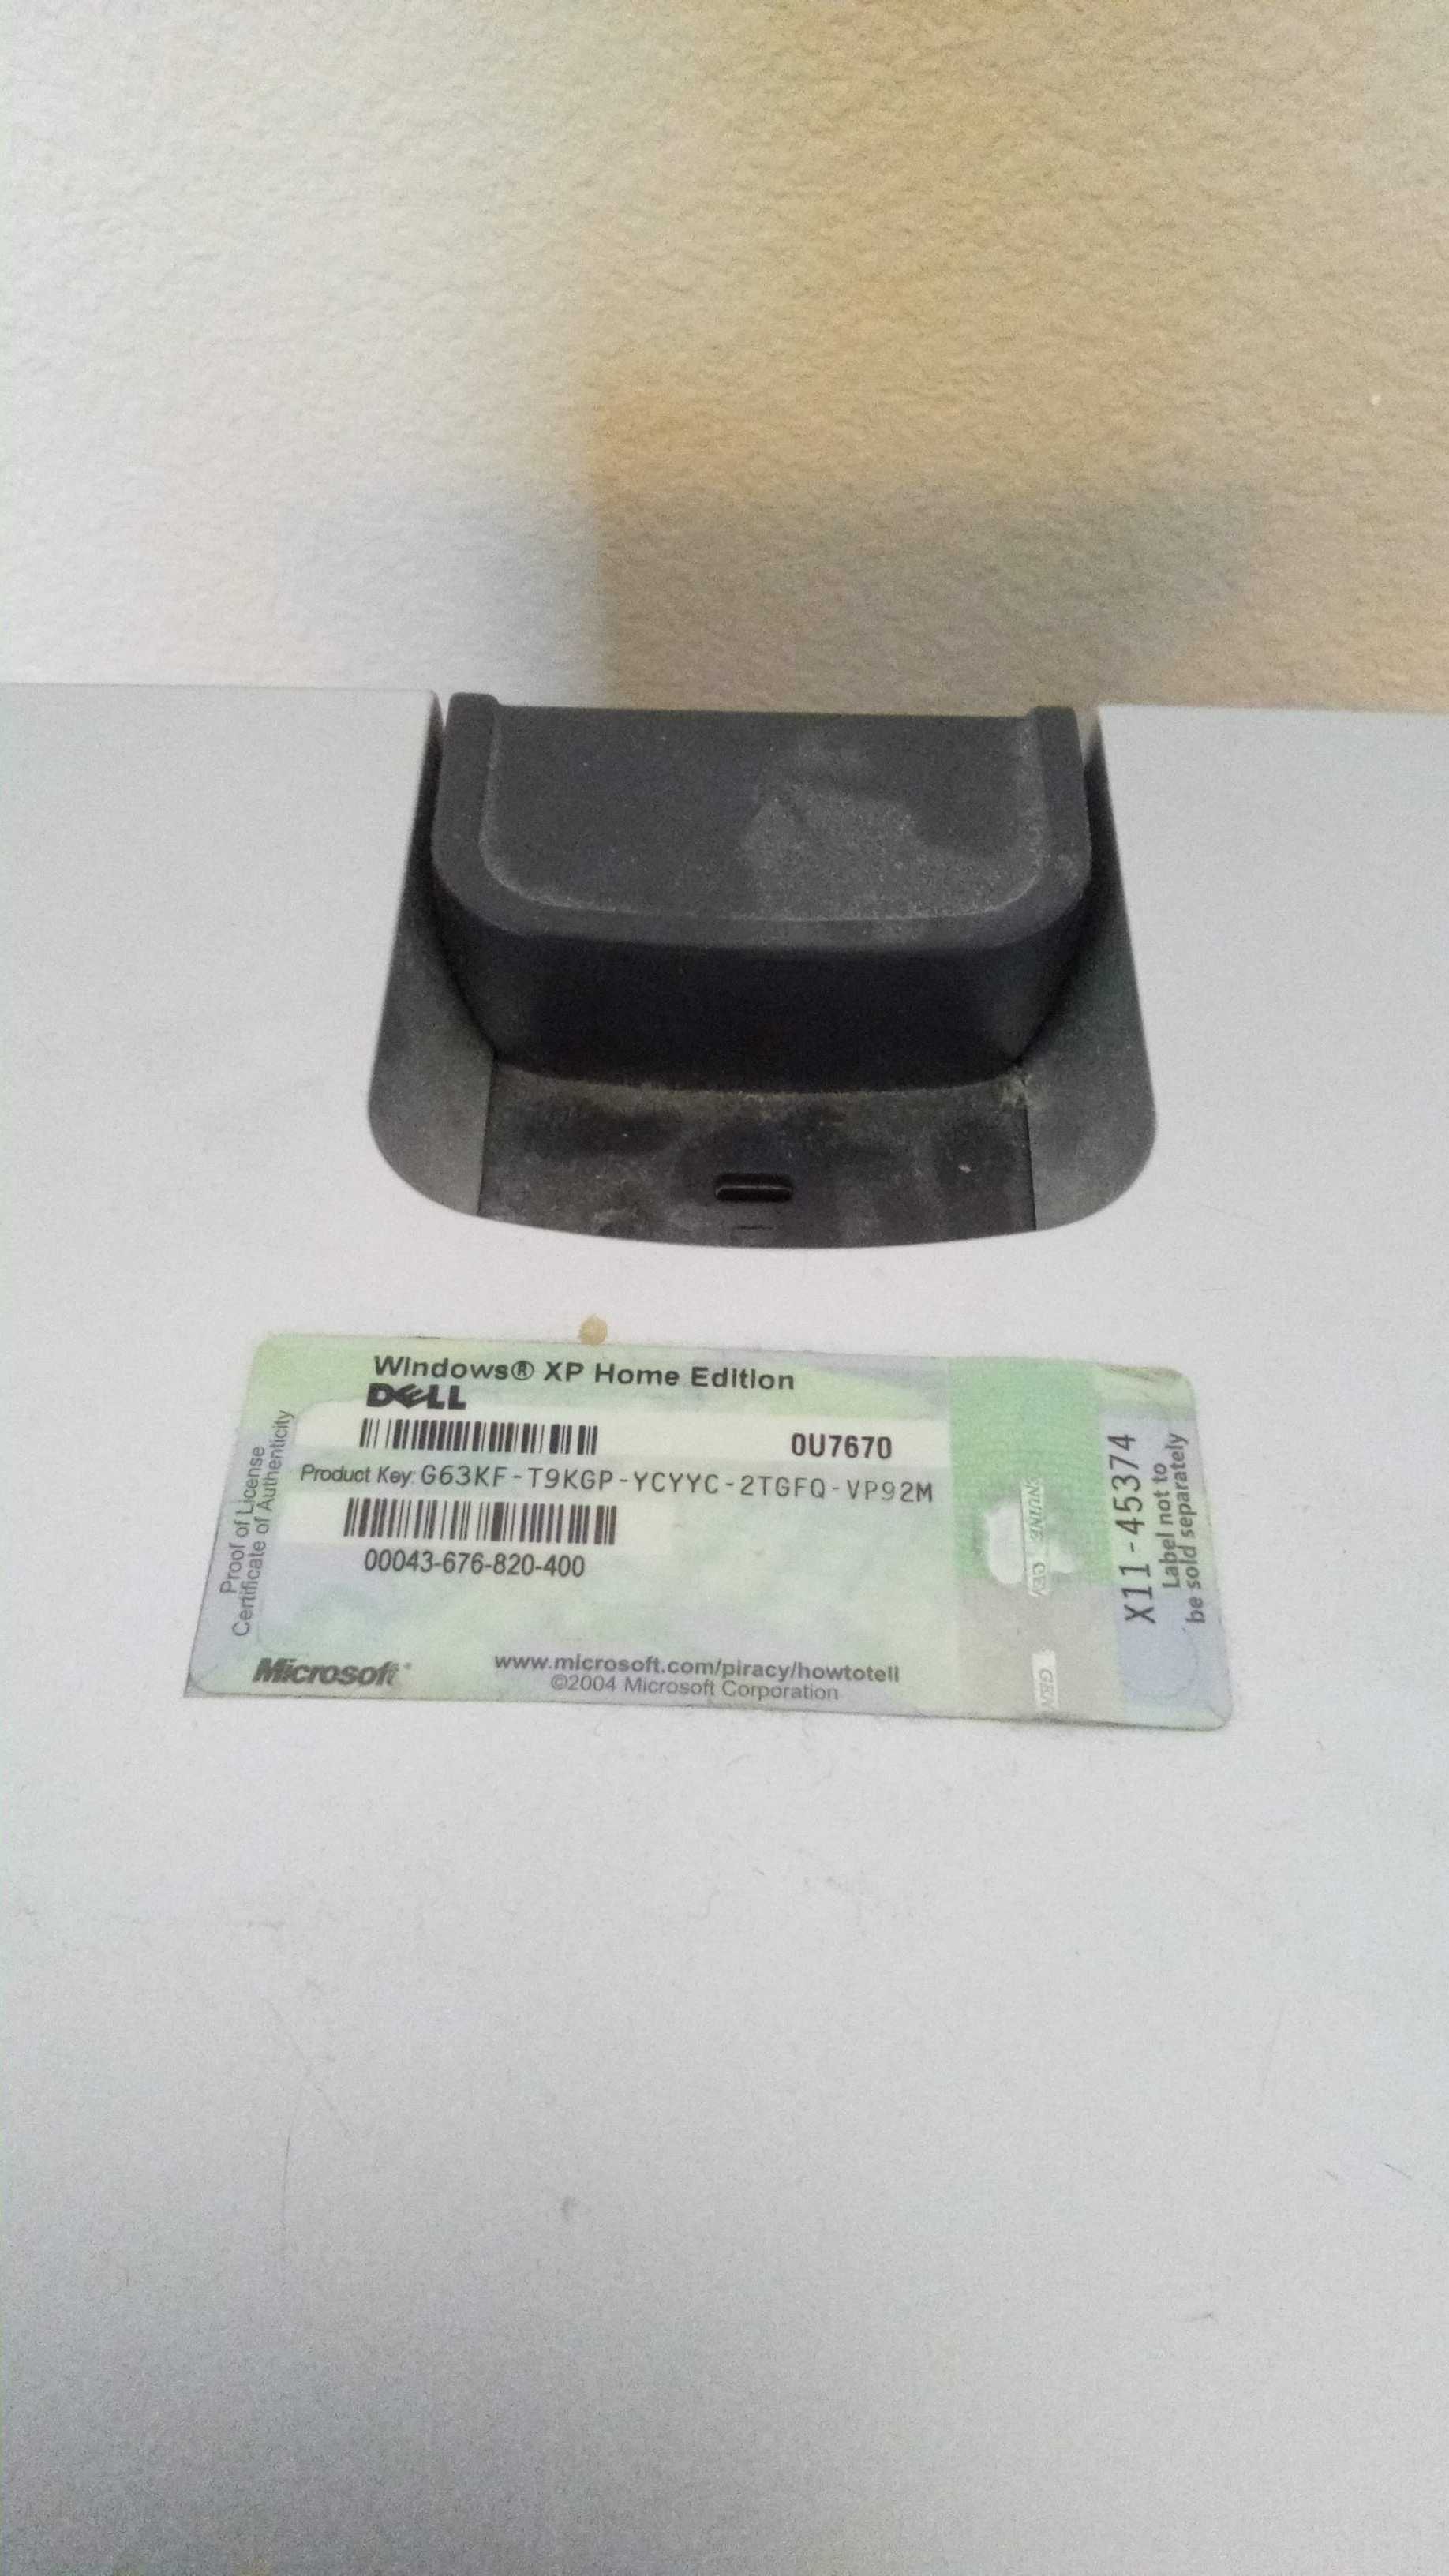 Windows® XP Home Edition
DELL
0U7670
Product Key: G63KF-T9KGP-YCYYC-2TGFQ-VP92M
00043-676-820-400
Microsoft
www.microsoft.com/piracy/howtotell
©2004 Microsoft Corporation
Proof of License
Certificate of Authenticity
X11-45374
Label not to
be sold separately